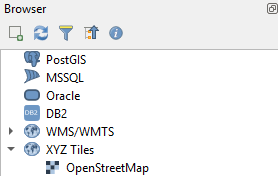 Browser
PostGIS
MSSQL
Oracle
DB2 DB2
WMS/WMTS
XYZ Tiles
OpenStreetMap